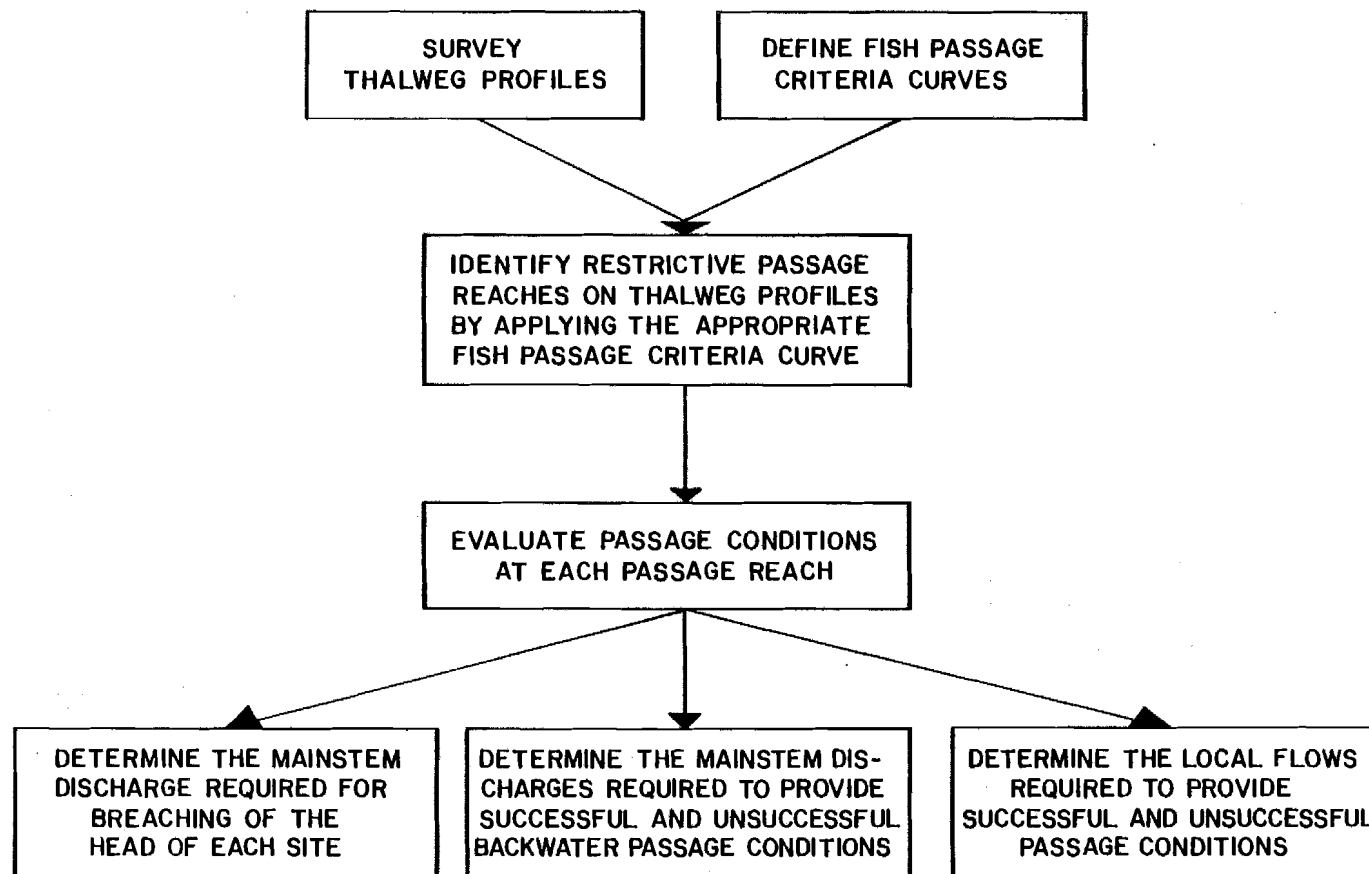 SURVEY
THALWEG PROFILES
DEFINE FISH PASSAGE
CRITERIA CURVES
IDENTIFY RESTRICTIVE PASSAGE
REACHES ON THALWEG PROFILES
BY APPLYING THE APPROPRIATE
FISH PASSAGE CRITERIA CURVE
EVALUATE PASSAGE CONDITIONS
AT EACH PASSAGE REACH
DETERMINE THE MAINSTEM
DISCHARGE REQUIRED FOR
BREACHING OF THE
HEAD OF EACH SITE
DETERMINE THE MAINSTEM DIS-
CHARGES REQUIRED TO PROVIDE
SUCCESSFUL AND UNSUCCESSFUL
BACKWATER PASSAGE CONDITIONS
DETERMINE THE LOCAL FLOWS
REQUIRED TO PROVIDE
SUCCESSFUL AND UNSUCCESSFUL
PASSAGE CONDITIONS